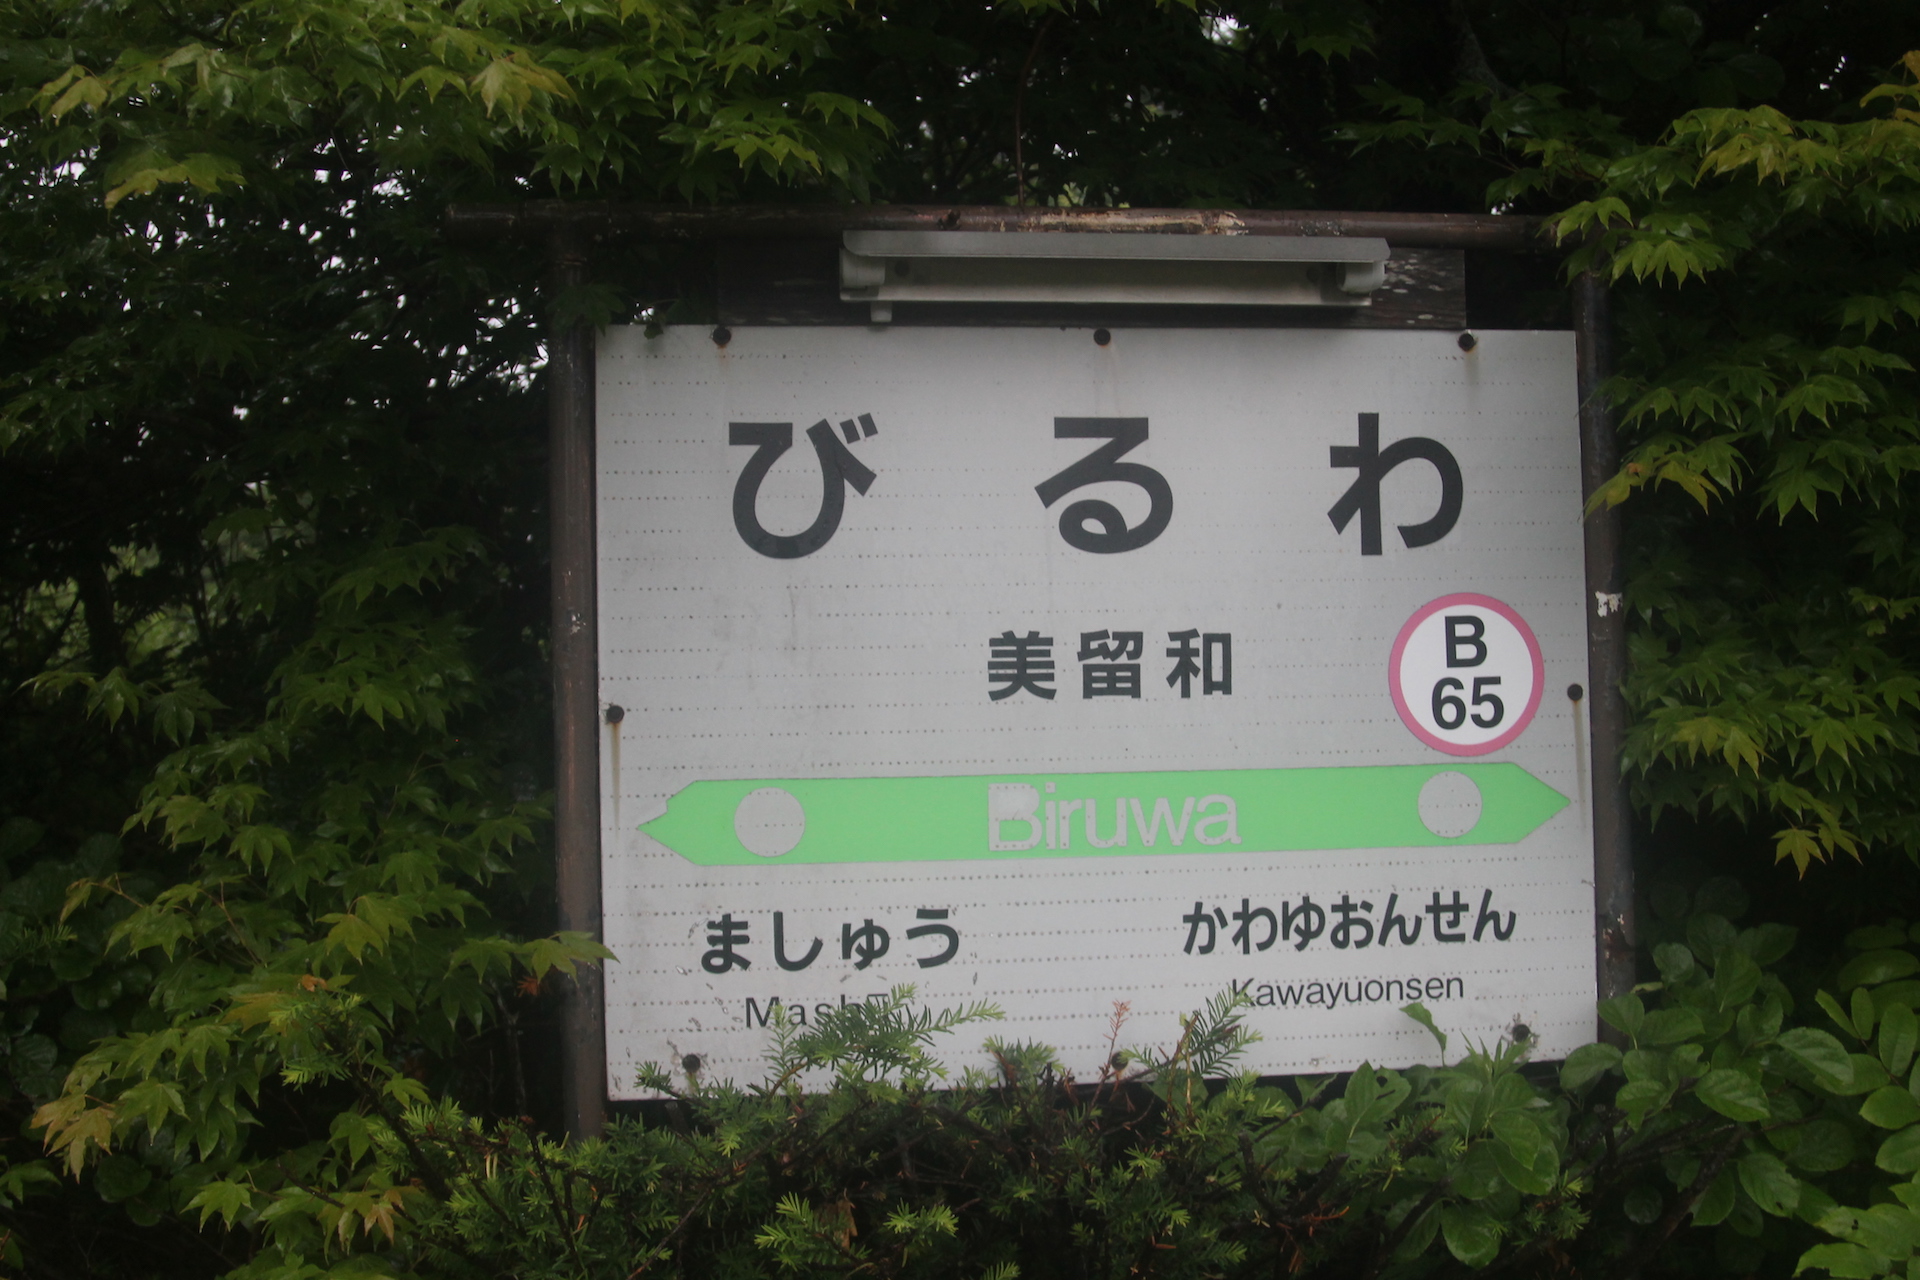 びるわ
美留和
B
65
Biruwa
ましゅう
かわゆおんせん
Kawayuonsen